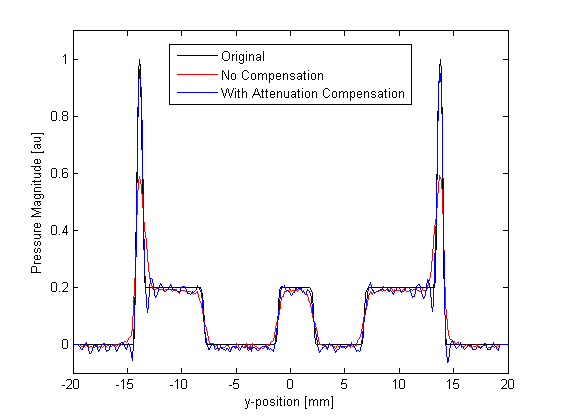 Original
No Compensation
With Attenuation Compensation
1
0.8
0.6
0.4
0.2
0
Pressure Magnitude [au]
-20 -15 -10 -5 0 5 10 15 20
y-position [mm]